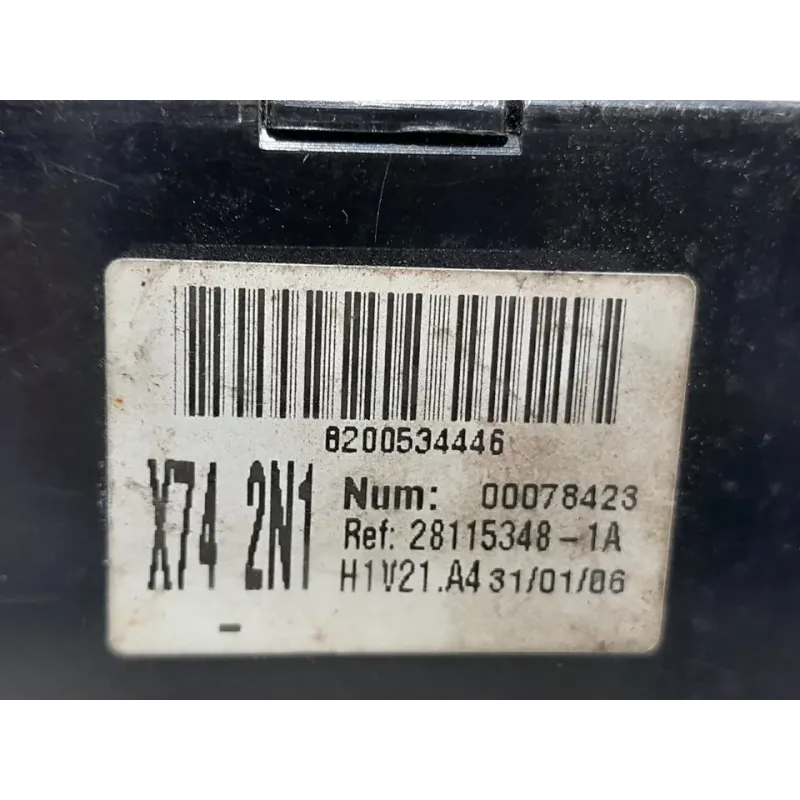 8200534446
X74 2N1 Num: 00078423
Ref: 28115348-1A
H1V21.A4 31/01/06
-